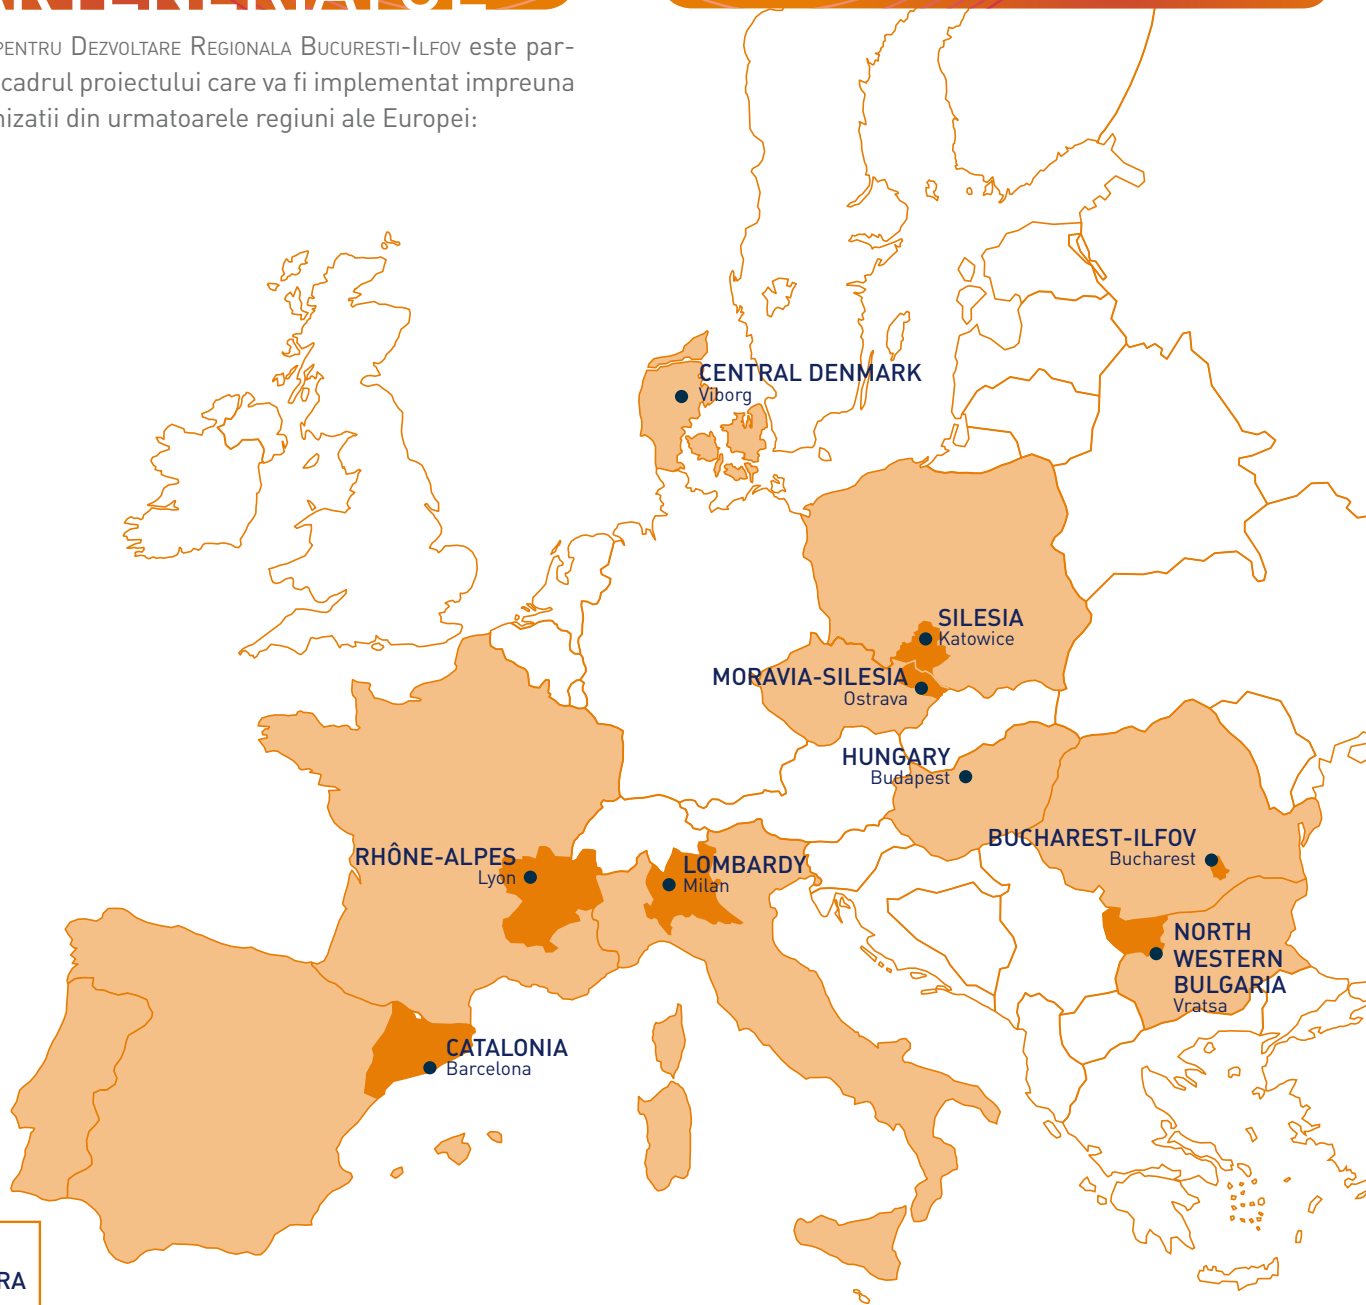 PENTRU DEZVOLTARE REGIONALA BUCURESTI-ILFOV este par-
cadrul proiectului care va fi implementat impreuna
din urmatoarele regiuni ale Europei:
CENTRAL DENMARK
Viborg
SILESIA
Katowice
MORAVIA-SILESIA
Ostrava
HUNGARY
Budapest
BUCHAREST-ILFOV
Bucharest
RHÔNE-ALPES
Lyon
LOMBARDY
Milan
NORTH
WESTERN
BULGARIA
Vratsa
CATALONIA
Barcelona
RA